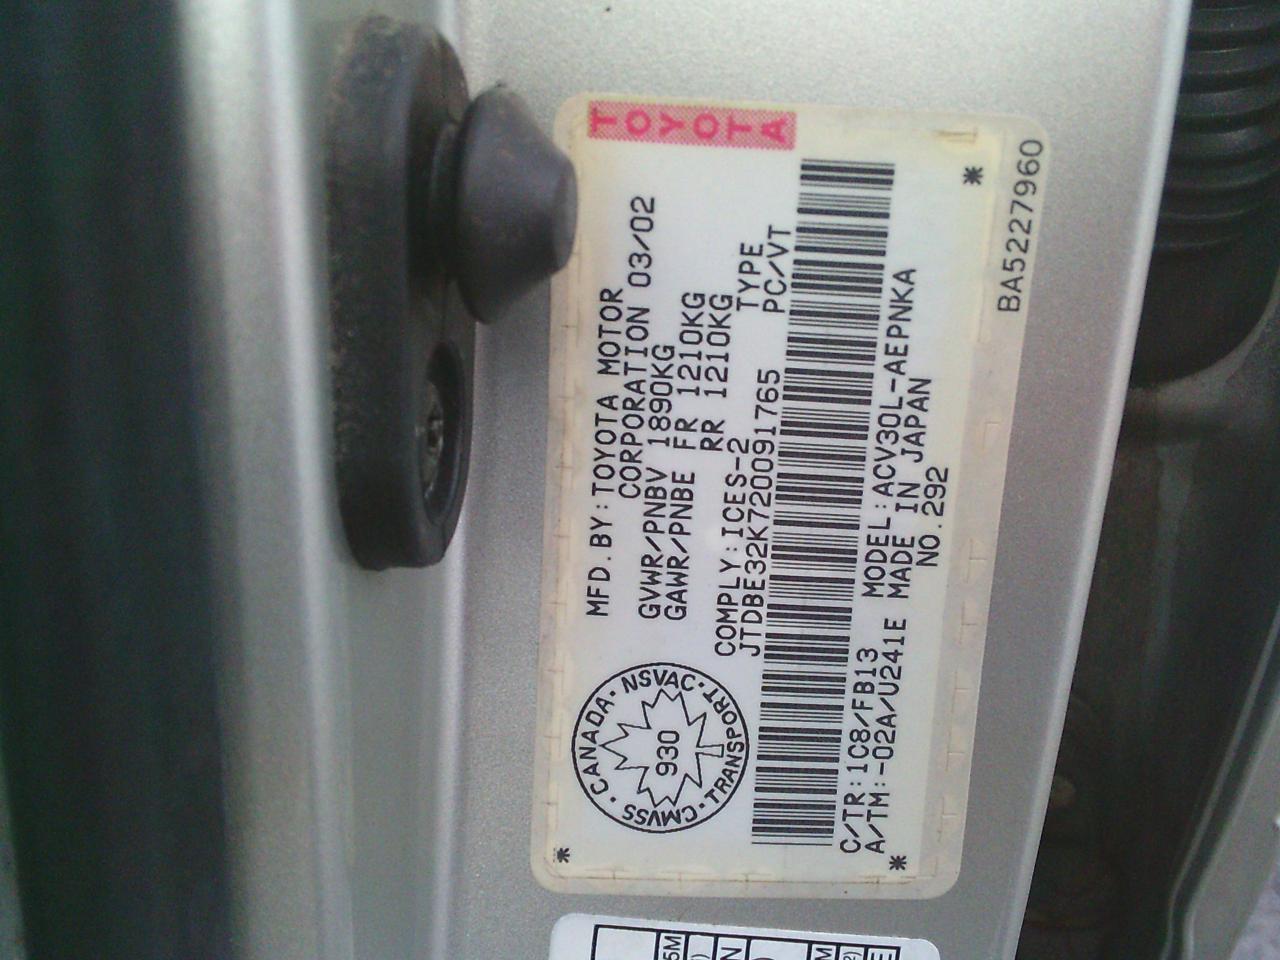 TOYOTA
MFD.BY:TOYOTA MOTOR
CORPORATION 03/02
GVWR/PNBV 1890KG
GAWR/PNBE FR 1210KG
RR 1210KG
COMPLY:ICES-2 TYPE
JTDBE32K720091765 PC/VT
CANADA · NSVAC · TRANSPORT · CMVSS ·
930
C/TR:1C8/FB13 MODEL:ACV30L-AEPNKA
A/TM:-02A/U241E MADE IN JAPAN
NO.292
* *
*
BA5227960